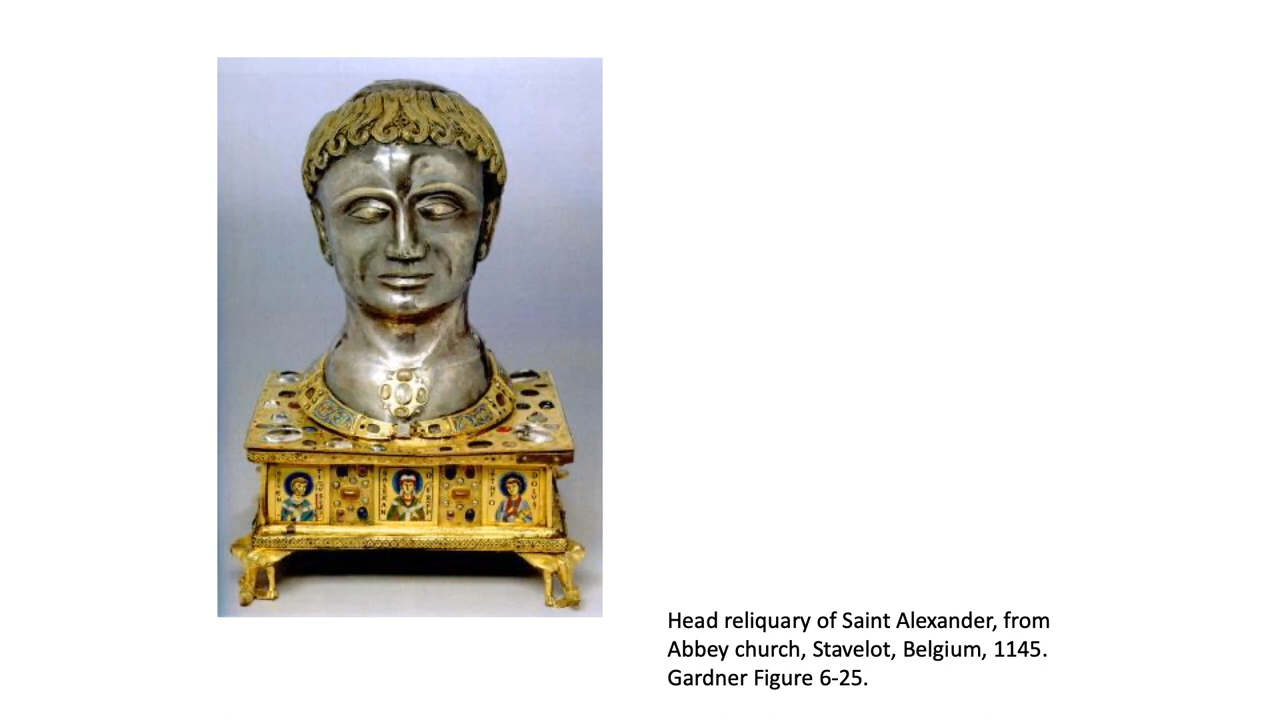 Head reliquary of Saint Alexander, from
Abbey church, Stavelot, Belgium, 1145.
Gardner Figure 6-25.